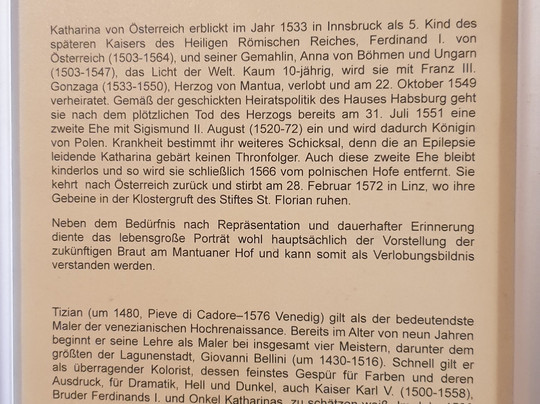 Katharina von Österreich erblickt im Jahr 1533 in Innsbruck als 5. Kind des
späteren Kaisers des Heiligen Römischen Reiches, Ferdinand I. von
Österreich (1503-1564), und seiner Gemahlin, Anna von Böhmen und Ungarn
(1503-1547), das Licht der Welt. Kaum 10-jährig, wird sie mit Franz III.
Gonzaga (1533-1550), Herzog von Mantua, verlobt und am 22. Oktober 1549
verheiratet. Gemäß der geschickten Heiratspolitik des Hauses Habsburg geht
sie nach dem plötzlichen Tod des Herzogs bereits am 31. Juli 1551 eine
zweite Ehe mit Sigismund II. August (1520-72) ein und wird dadurch Königin
von Polen. Krankheit bestimmt ihr weiteres Schicksal, denn die an Epilepsie
leidende Katharina gebärt keinen Thronfolger. Auch diese zweite Ehe bleibt
kinderlos und so wird sie schließlich 1566 vom polnischen Hofe entfernt. Sie
kehrt nach Österreich zurück und stirbt am 28. Februar 1572 in Linz, wo ihre
Gebeine in der Klostergruft des Stiftes St. Florian ruhen.
Neben dem Bedürfnis nach Repräsentation und dauerhafter Erinnerung
diente das lebensgroße Porträt wohl hauptsächlich der Vorstellung der
zukünftigen Braut am Mantuaner Hof und kann somit als Verlobungsbildnis
verstanden werden.
Tizian (um 1480, Pieve di Cadore–1576 Venedig) gilt als der bedeutendste
Maler der venezianischen Hochrenaissance. Bereits im Alter von neun Jahren
beginnt er seine Lehre als Maler bei insgesamt vier Meistern, darunter dem
größten der Lagunenstadt, Giovanni Bellini (um 1430-1516). Schnell gilt er
als überragender Kolorist, dessen feinstes Gespür für Farben und deren
Ausdruck, für Dramatik, Hell und Dunkel, auch Kaiser Karl V. (1500-1558),
Bruder Ferdinands I. und Onkel Katharinas, zu schätzen weiß.